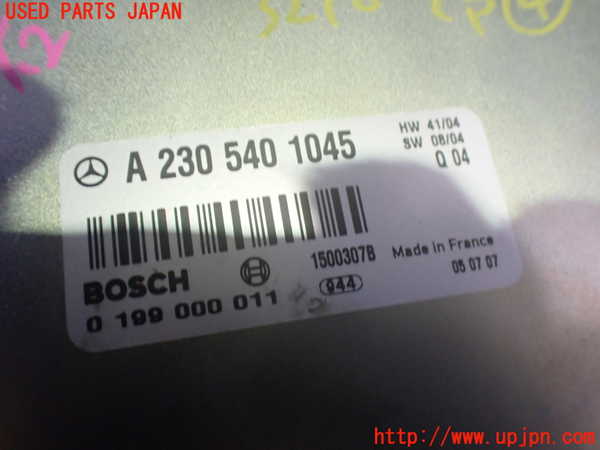 USED PARTS JAPAN
A 230 540 1045
HW 41/04
SW 08/04
Q 04
BOSCH
15003078
Made in France
0 199 000 011
944
05 07 07
http://www.upjpn.com/